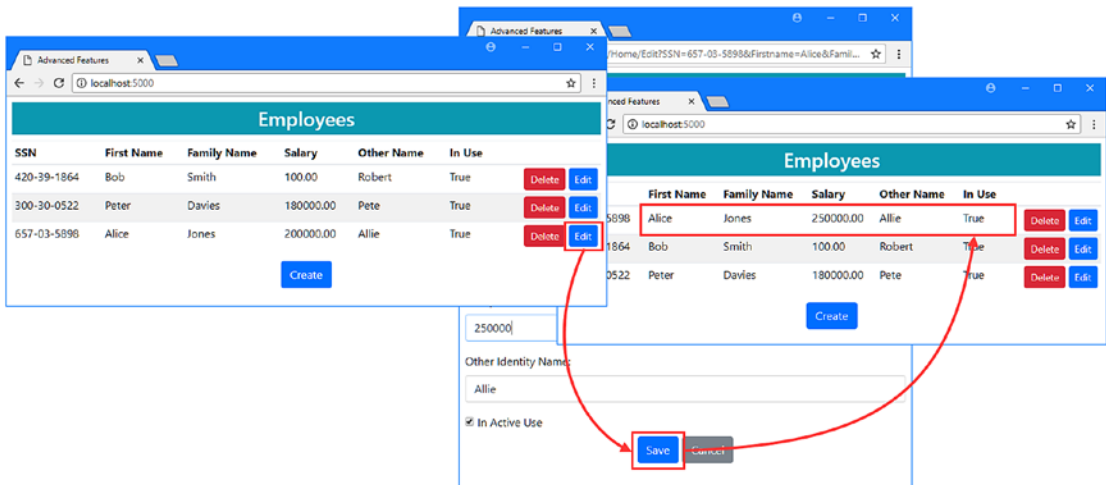 Advanced Features
localhost:5000
Employees
SSN First Name Family Name Salary Other Name In Use
420-39-1864 Bob Smith 100.00 Robert True Delete Edit
300-30-0522 Peter Davies 180000.00 Pete True Delete Edit
657-03-5898 Alice Jones 200000.00 Allie True Delete Edit
Create
Advanced Features
/Home/Edit?SSN=657-03-5898&Firstname=Alice&Famil...
250000
Other Identity Name:
Allie
In Active Use
Save Cancel
nced Features
localhost:5000
Employees
First Name Family Name Salary Other Name In Use
5898 Alice Jones 250000.00 Allie True Delete Edit
1864 Bob Smith 100.00 Robert True Delete Edit
0522 Peter Davies 180000.00 Pete True Delete Edit
Create